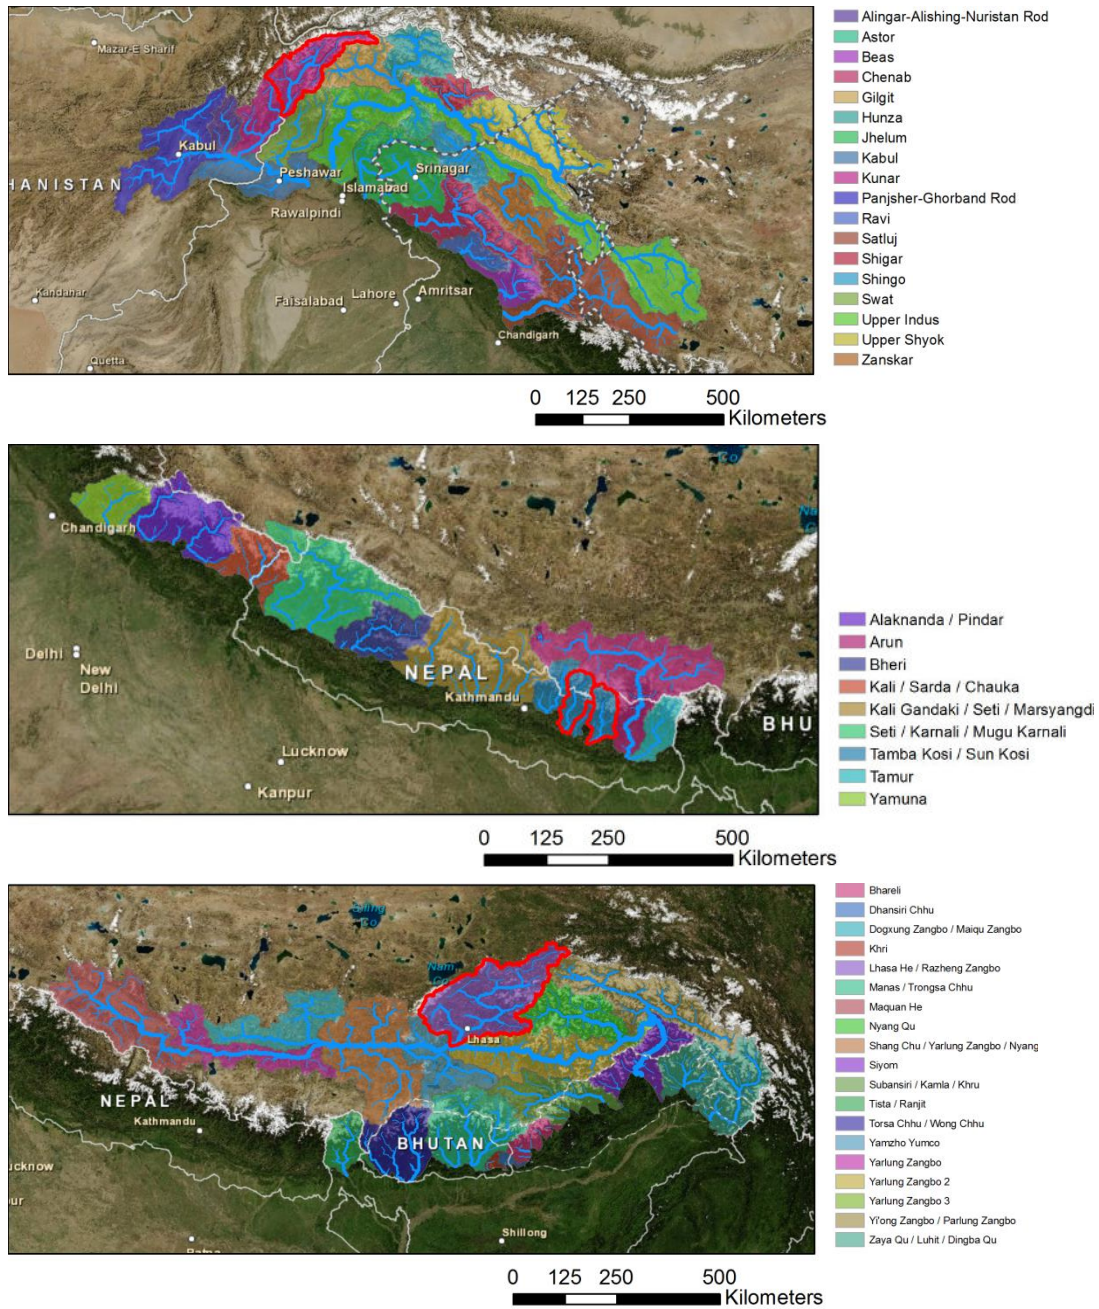 Mazar-E Sharif
Kabul
HANISTAN
Peshawar
Srinagar
Islamabad
Rawalpindi
Kandahar
Faisalabad
Lahore
Amritsar
Chandigarh
Quetta
Alingar-Alishing-Nuristan Rod
Astor
Beas
Chenab
Gilgit
Hunza
Jhelum
Kabul
Kunar
Panjsher-Ghorband Rod
Ravi
Satluj
Shigar
Shingo
Swat
Upper Indus
Upper Shyok
Zanskar
0 125 250 500
Kilometers
Co
Na
Chandigarh
Delhi
New
Delhi
NEPAL
Kathmandu
BHU
Lucknow
Kanpur
Alaknanda / Pindar
Arun
Bheri
Kali / Sarda / Chauka
Kali Gandaki / Seti / Marsyangdi
Seti / Karnali / Mugu Karnali
Tamba Kosi / Sun Kosi
Tamur
Yamuna
0 125 250 500
Kilometers
Co
Nam
Lhasa
NEPAL
Kathmandu
BHUTAN
ucknow
pur
Shillong
Bhareli
Dhansiri Chhu
Dogxung Zangbo / Maiqu Zangbo
Khri
Lhasa He / Razheng Zangbo
Manas / Trongsa Chhu
Maquan He
Nyang Qu
Shang Chu / Yarlung Zangbo / Nyang
Siyom
Subansiri / Kamla / Khru
Tista / Ranjit
Torsa Chhu / Wong Chhu
Yamzho Yumco
Yarlung Zangbo
Yarlung Zangbo 2
Yarlung Zangbo 3
Yi'ong Zangbo / Parlung Zangbo
Zaya Qu / Luhit / Dingba Qu
0 125 250 500
Kilometers